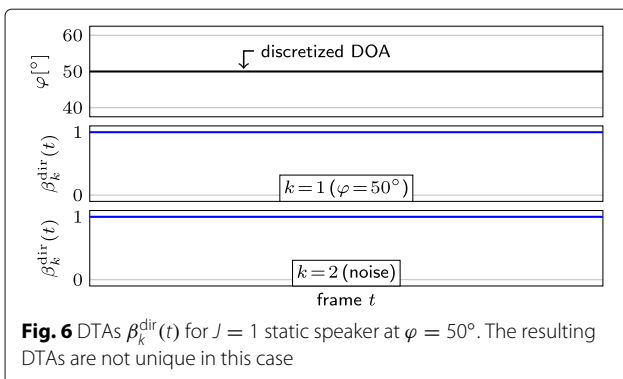 60
50
40
φ[°]
discretized DOA
1
0
β_k^dir(t)
k = 1 (φ = 50°)
1
0
β_k^dir(t)
k = 2 (noise)
frame t
Fig. 6 DTAs β_k^dir(t) for J = 1 static speaker at φ = 50°. The resulting
DTAs are not unique in this case